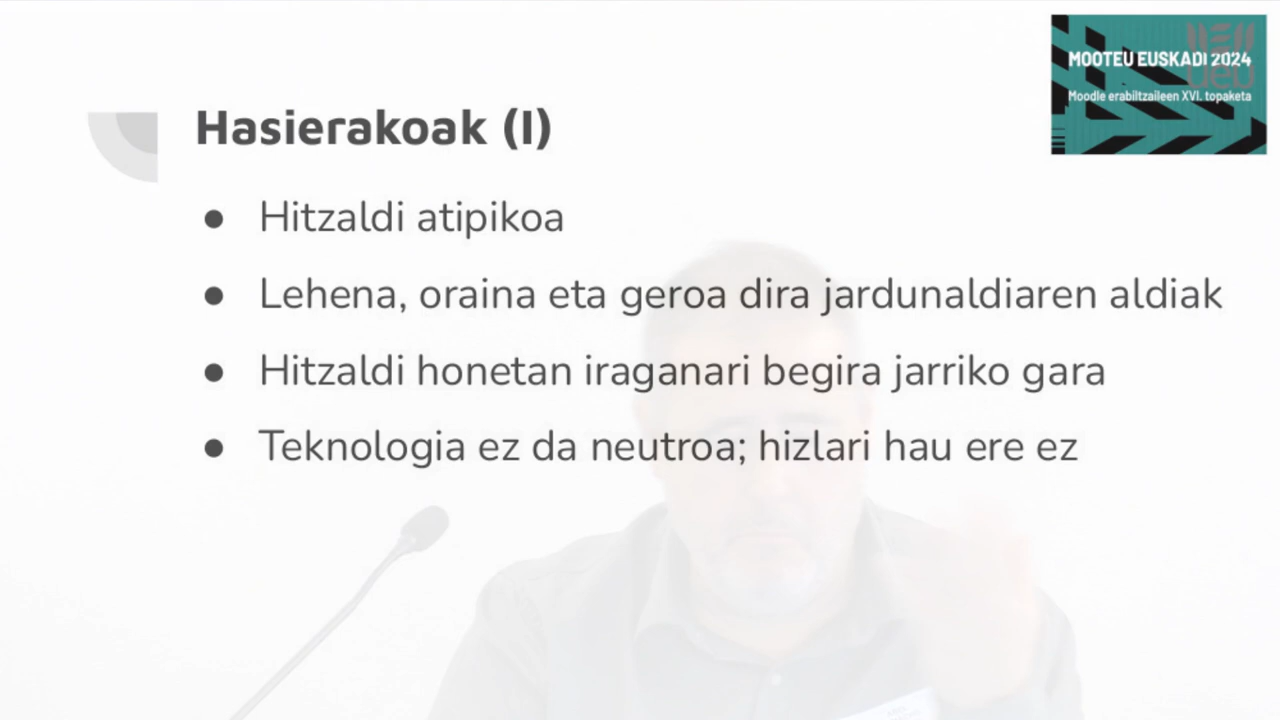 MOOTEU EUSKADI 2024
Moodle erabiltzaileen XVI. topaketa
Hasierakoak (I)
● Hitzaldi atipikoa
● Lehena, oraina eta geroa dira jardunaldiaren aldiak
● Hitzaldi honetan iraganari begira jarriko gara
● Teknologia ez da neutroa; hizlari hau ere ez